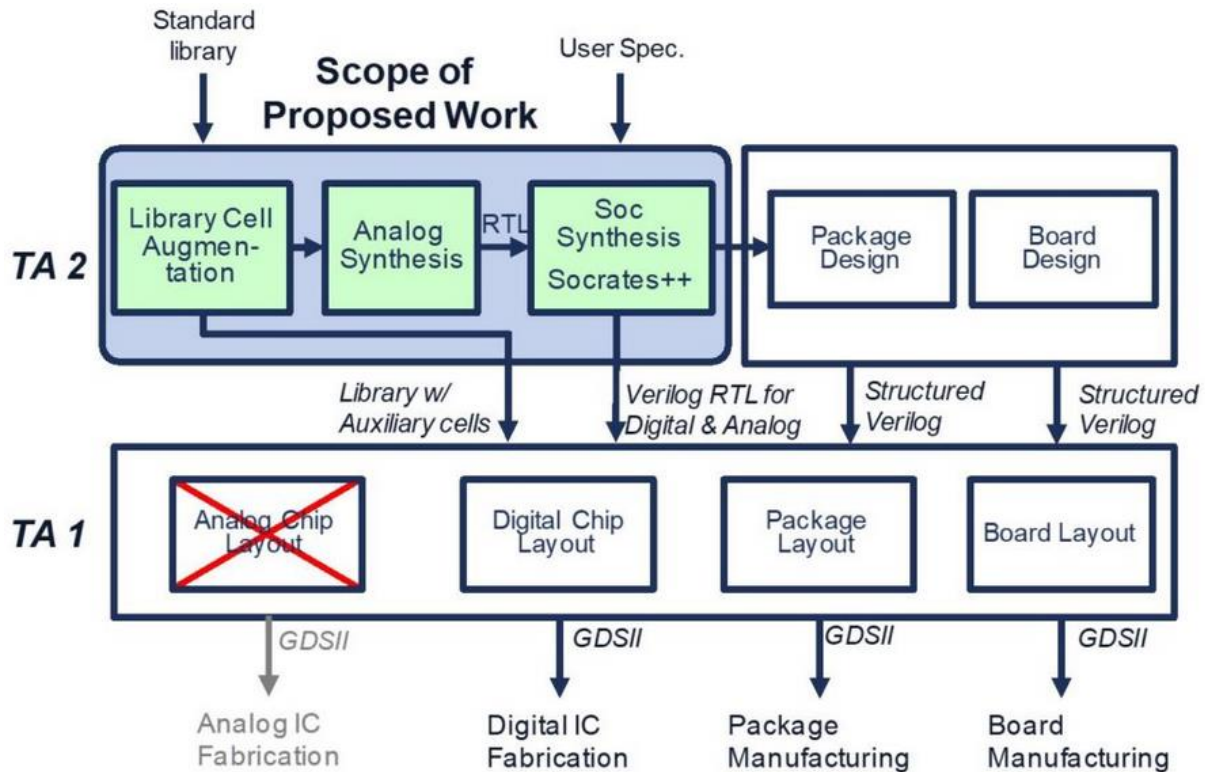 Standard
library
User Spec.
Scope of
Proposed Work
TA 2
Library Cell
Augmen-
tation
Analog
Synthesis
RTL
Soc
Synthesis
Socrates++
Package
Design
Board
Design
Library w/
Auxiliary cells
Verilog RTL for
Digital & Analog
Structured
Verilog
Structured
Verilog
TA 1
Analog Chip
Layout
Digital Chip
Layout
Package
Layout
Board Layout
GDSII
GDSII
GDSII
GDSII
Analog IC
Fabrication
Digital IC
Fabrication
Package
Manufacturing
Board
Manufacturing